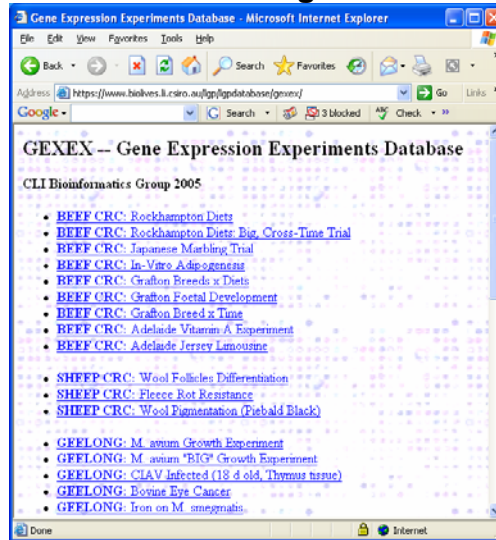 Gene Expression Experiments Database - Microsoft Internet Explorer
File Edit View Favorites Tools Help
Back Search Favorites
Address https://www.biolives.li.csiro.au/lgp/lgpdatabase/genex/ Go Links
Google Search 3 blocked Check
GEXEX -- Gene Expression Experiments Database
CLI Bioinformatics Group 2005
BEEF CRC: Rockhampton Diets
BEEF CRC: Rockhampton Diets: Big, Cross-Time Trial
BEEF CRC: Japanese Marbling Trial
BEEF CRC: In-Vitro Adipogenesis
BEEF CRC: Grafton Breeds x Diets
BEEF CRC: Grafton Foetal Development
BEEF CRC: Grafton Breed x Time
BEEF CRC: Adelaide Vitamin A Experiment
BEEF CRC: Adelaide Jersey Limousine
SHEEP CRC: Wool Follicles Differentiation
SHEEP CRC: Fleece Rot Resistance
SHEEP CRC: Wool Pigmentation (Piebald Black)
GEELONG: M. avium Growth Experiment
GEELONG: M. avium "BIG" Growth Experiment
GEELONG: CIAV Infected (18 d old, Thymus tissue)
GEELONG: Bovine Eye Cancer
GEELONG: Iron on M. smegmatis
Done Internet